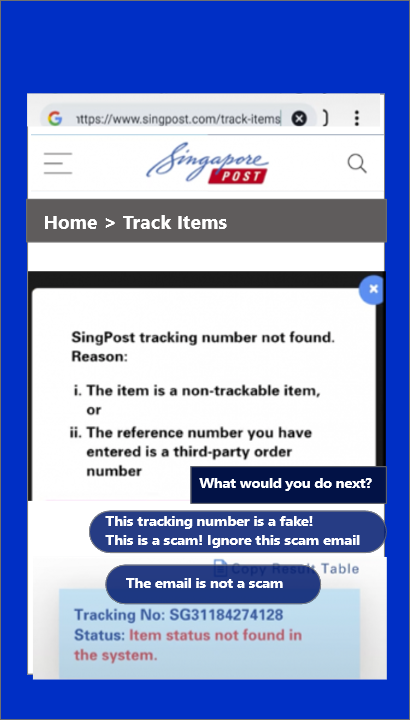 https://www.singpost.com/track-items
Singapore
POST
Home > Track Items
SingPost tracking number not found.
Reason:
i. The item is a non-trackable item,
or
ii. The reference number you have
entered is a third-party order
number
What would you do next?
This tracking number is a fake!
This is a scam! Ignore this scam email
Copy Result Table
The email is not a scam
Tracking No: SG31184274128
Status: Item status not found in
the system.